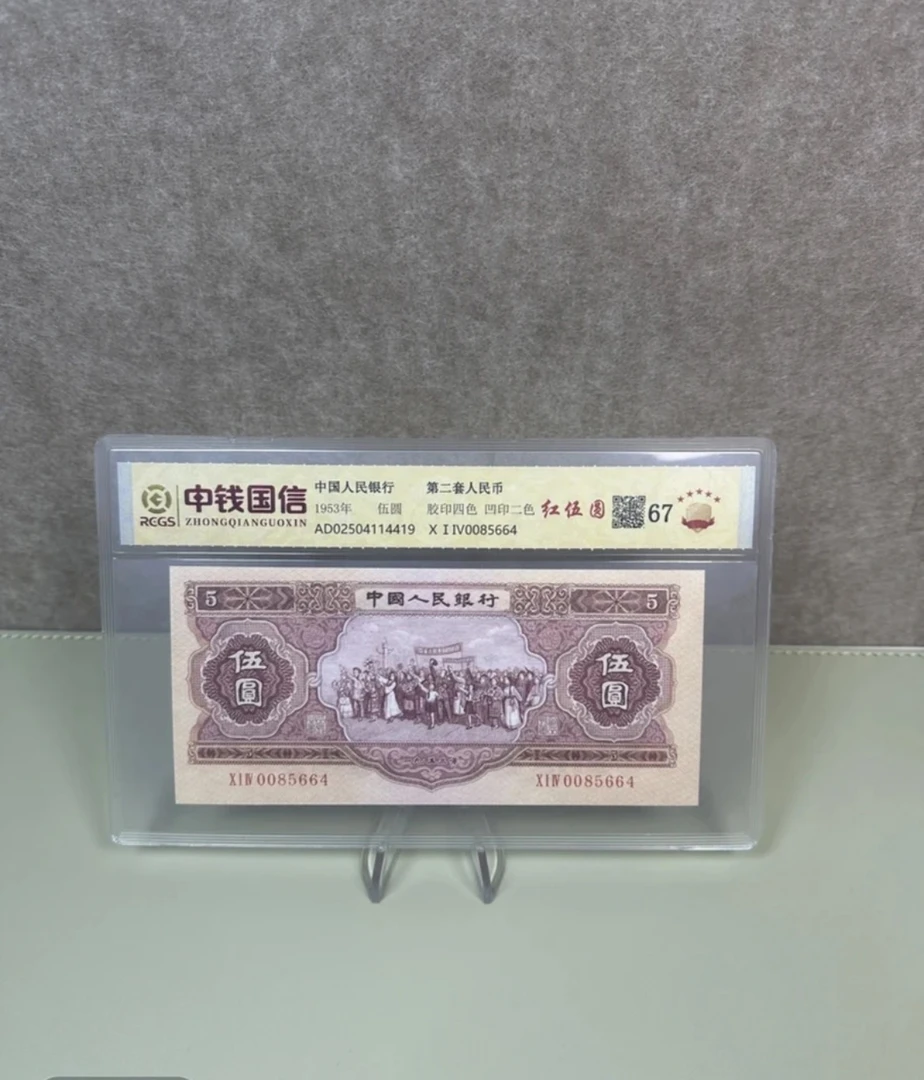 RCGS
中钱国信
ZHONGQIANGUOXIN
中国人民银行 第二套人民币
1953年 伍圆 胶印四色 凹印二色
AD02504114419 X I IV0085664
红伍圆
67
5 中國人民銀行 5
伍圓 伍圓
XIIV0085664 XIIV0085664